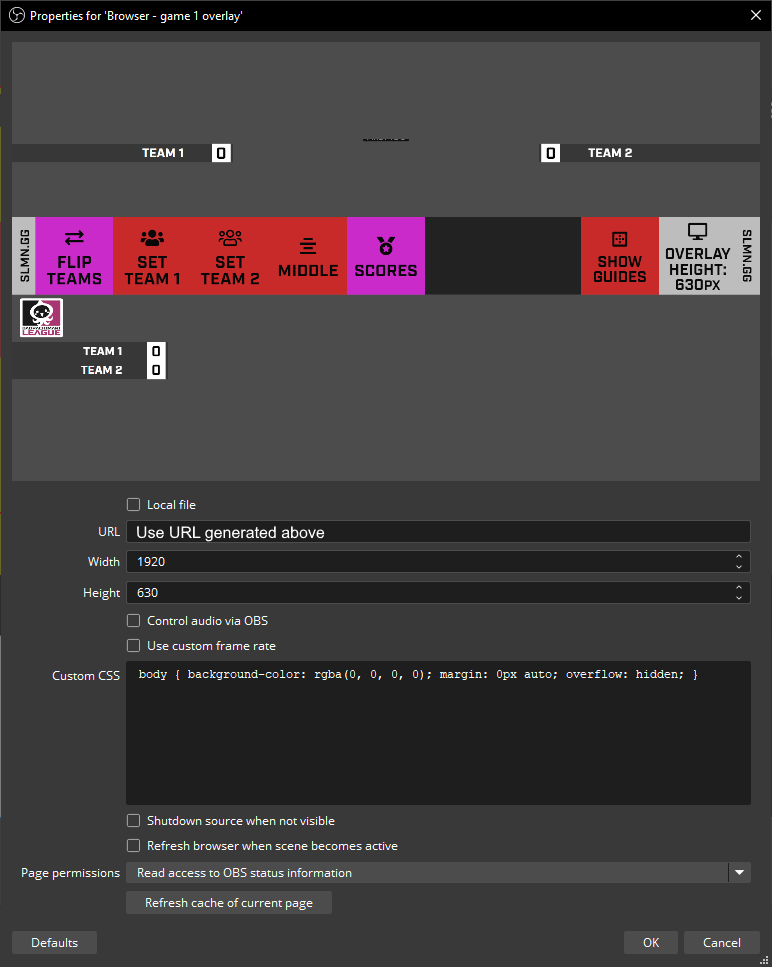 Properties for 'Browser - game 1 overlay'
TEAM 1 0
0 TEAM 2
SLMN.GG
FLIP
TEAMS
SET
TEAM 1
SET
TEAM 2
MIDDLE
SCORES
SHOW
GUIDES
OVERLAY
HEIGHT:
630PX
SLMN.GG
LEAGUE
TEAM 1 0
TEAM 2 0
Local file
URL Use URL generated above
Width 1920
Height 630
Control audio via OBS
Use custom frame rate
Custom CSS body { background-color: rgba(0, 0, 0, 0); margin: 0px auto; overflow: hidden; }
Shutdown source when not visible
Refresh browser when scene becomes active
Page permissions Read access to OBS status information
Refresh cache of current page
Defaults OK Cancel